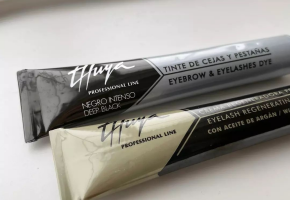 Thuya
PROFESSIONAL LINE
NEGRO INTENSO
DEEP BLACK
TINTE DE CEJAS Y PESTAÑAS
EYEBROW & EYELASHES DYE
Thuya
PROFESSIONAL LINE
EYELASH REGENERATING
CON ACEITE DE ARGÁN /